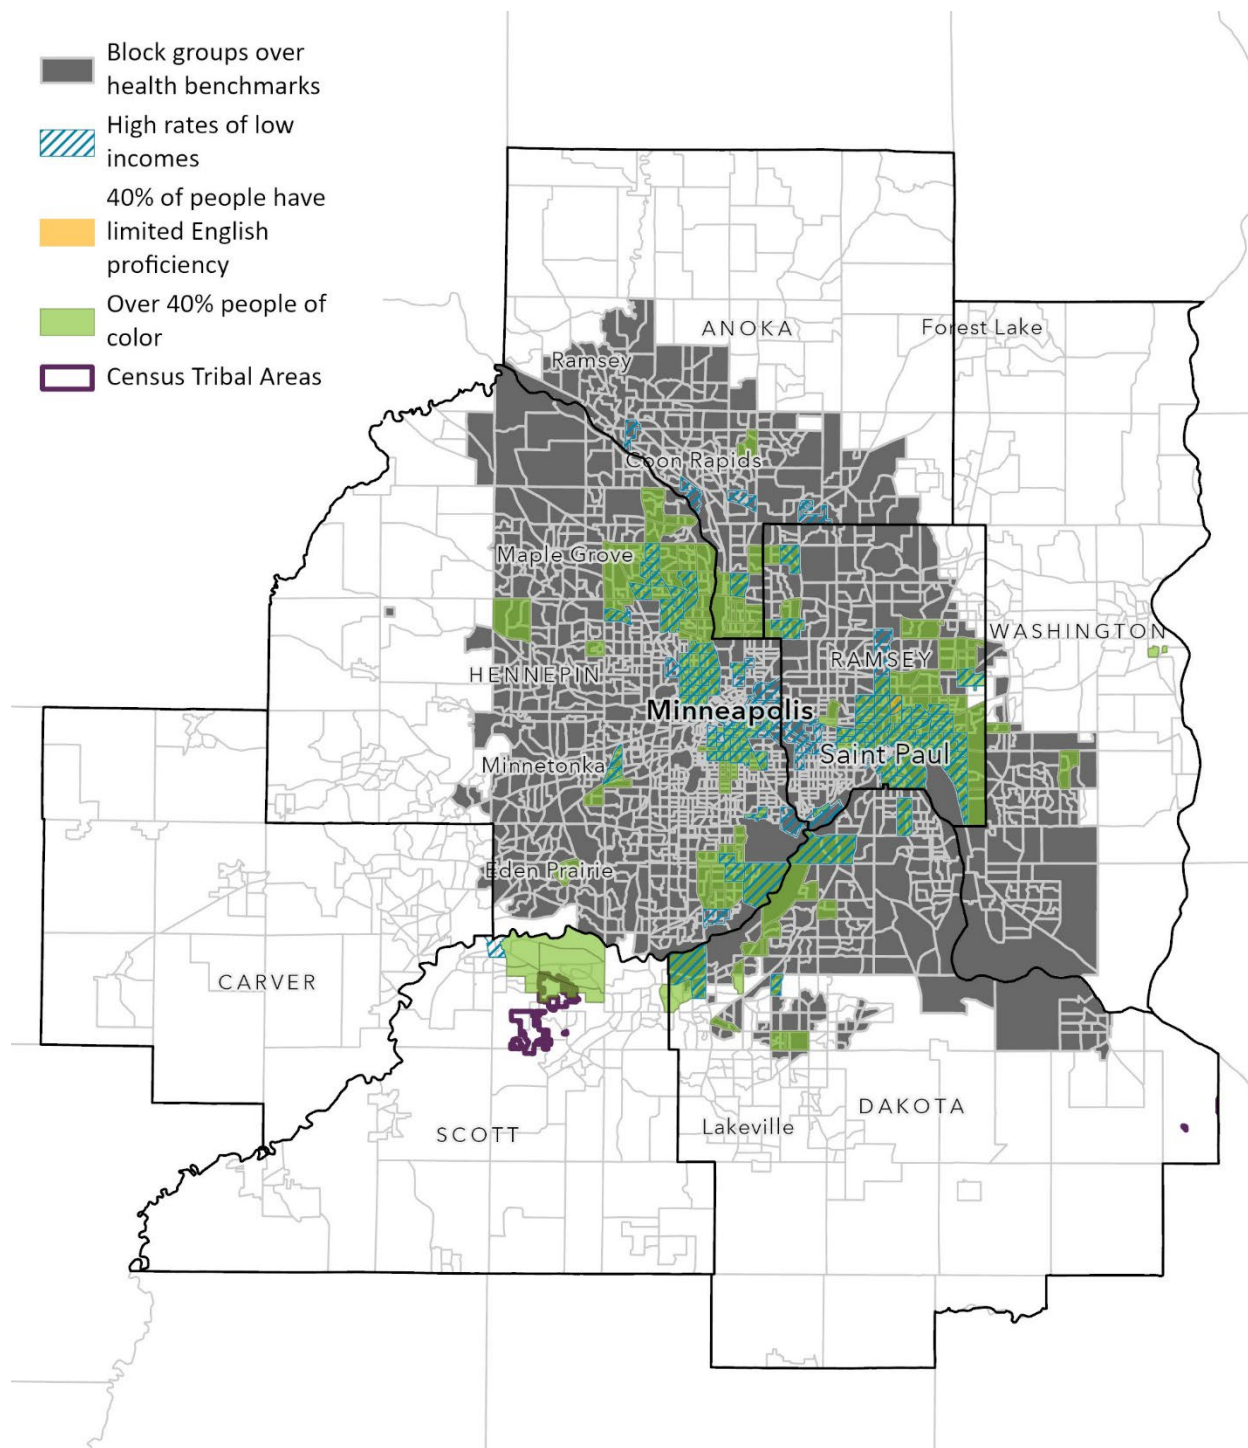 Block groups over
health benchmarks
High rates of low
incomes
40% of people have
limited English
proficiency
Over 40% people of
color
Census Tribal Areas
ANOKA
Forest Lake
Ramsey
Coon Rapids
Maple Grove
WASHINGTON
RAMSEY
HENNEPIN
Minneapolis
Saint Paul
Minnetonka
Eden Prairie
CARVER
DAKOTA
Lakeville
SCOTT